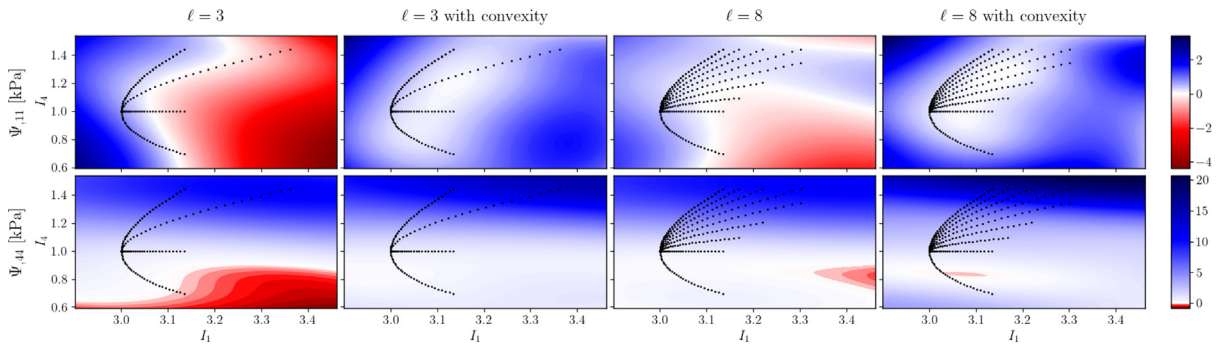 ℓ = 3
ℓ = 3 with convexity
ℓ = 8
ℓ = 8 with convexity
Ψ,11 [kPa]
I4
1.4
1.2
1.0
0.8
0.6
2
0
−2
−4
Ψ,44 [kPa]
I4
1.4
1.2
1.0
0.8
0.6
20
15
10
5
0
3.0 3.1 3.2 3.3 3.4
3.0 3.1 3.2 3.3 3.4
3.0 3.1 3.2 3.3 3.4
3.0 3.1 3.2 3.3 3.4
I1
I1
I1
I1